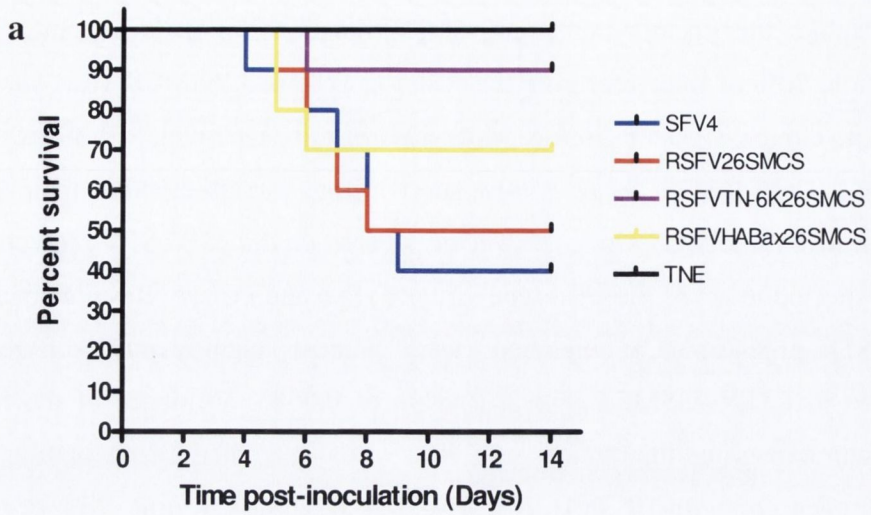 a
Percent survival
100
90
80
70
60
50
40
30
20
10
0
0 2 4 6 8 10 12 14
Time post-inoculation (Days)
SFV4
RSFV26SMCS
RSFVTN-6K26SMCS
RSFVHABax26SMCS
TNE